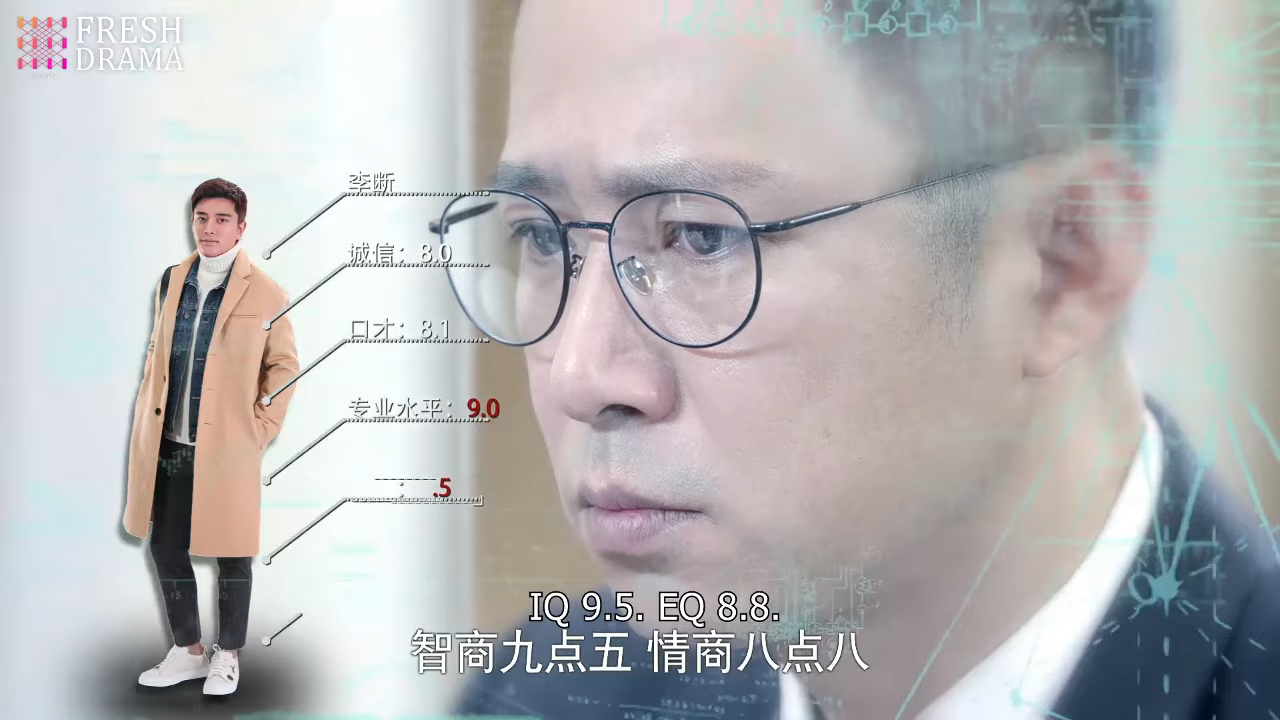 FRESH
DRAMA
李断
诚信：8.0
口才：8.1
专业水平：9.0
.5
IQ 9.5. EQ 8.8.
智商九点五 情商八点八